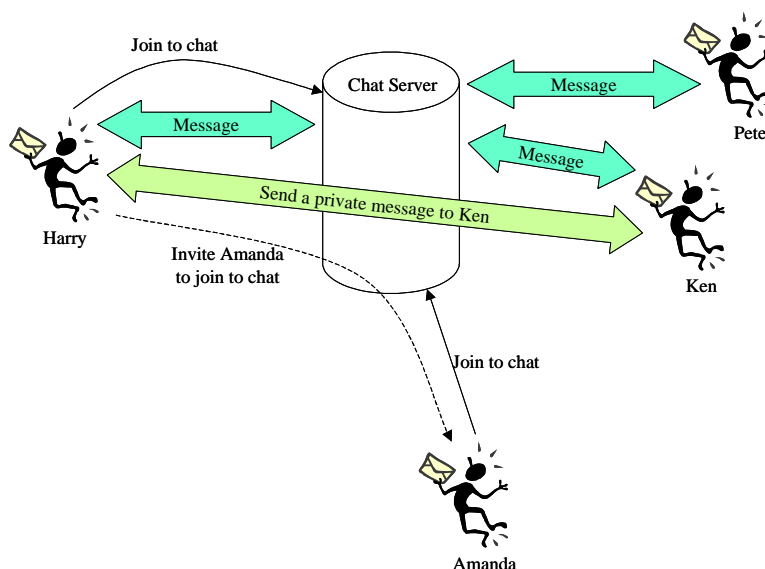 Join to chat
Chat Server
Message
Pete
Message
Message
Send a private message to Ken
Harry
Invite Amanda
to join to chat
Ken
Join to chat
Amanda